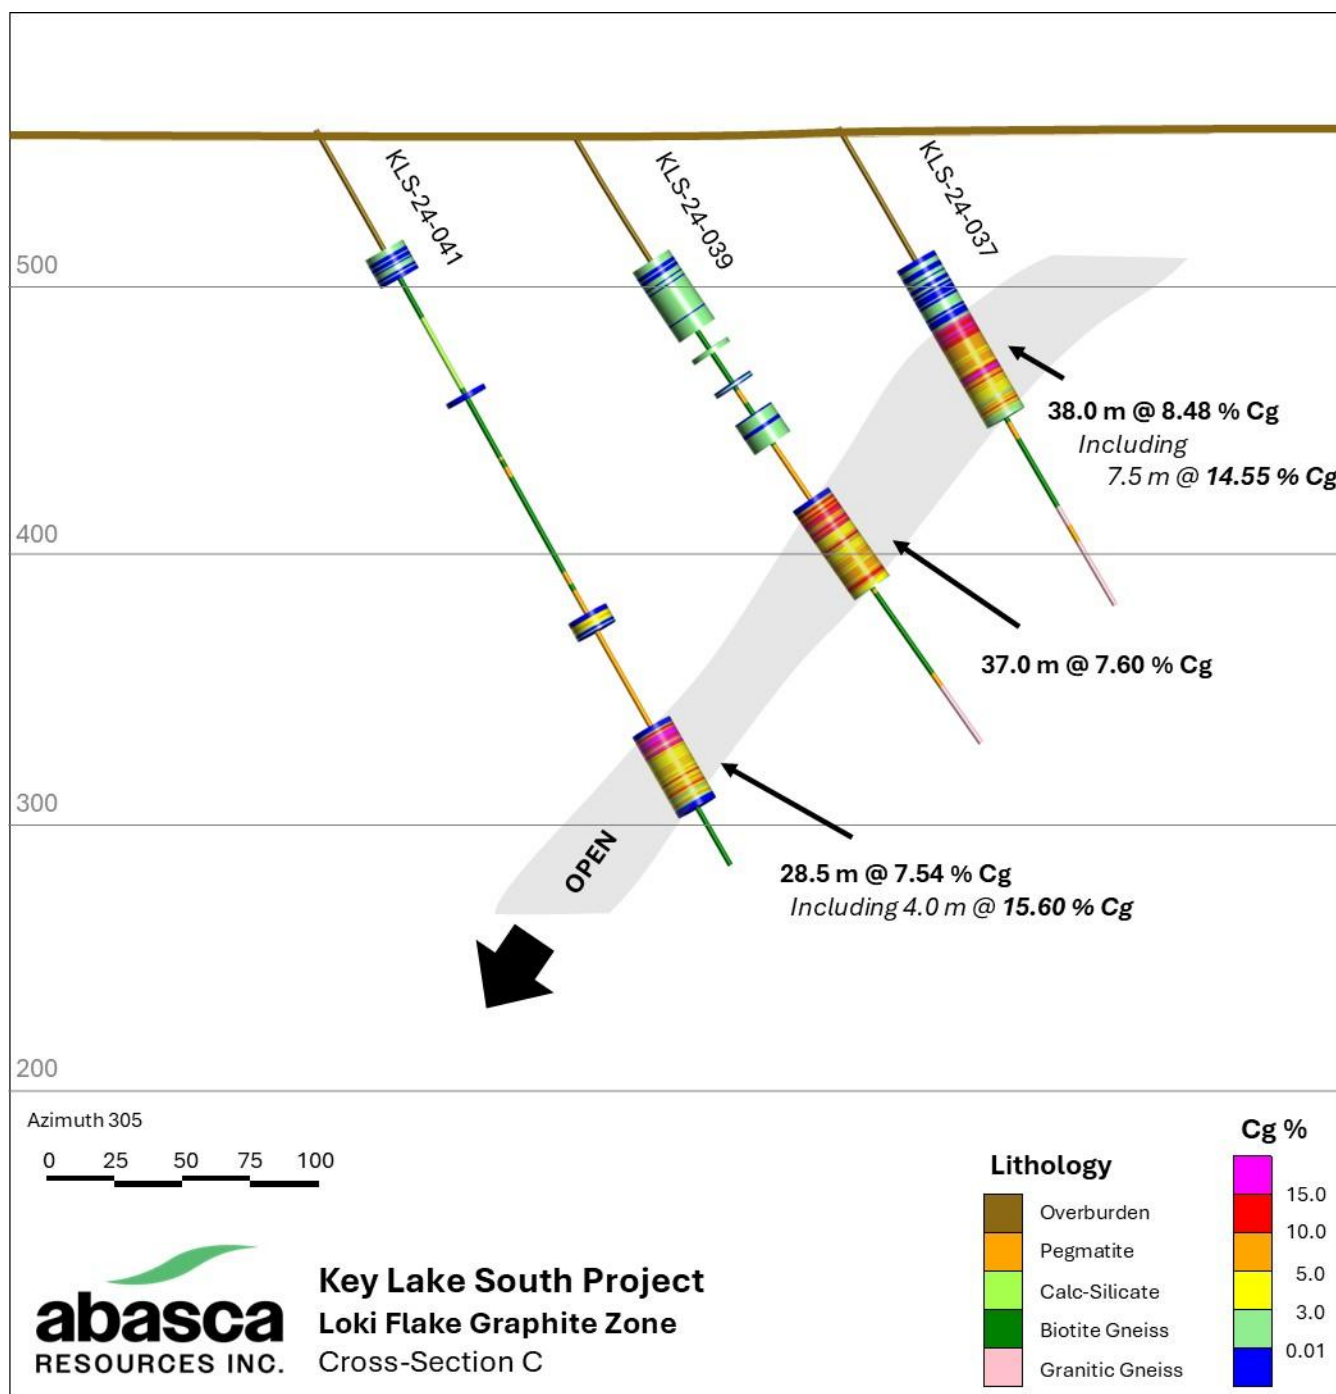 KLS-24-041
KLS-24-039
KLS-24-037
500
38.0 m @ 8.48 % Cg
Including
7.5 m @ 14.55 % Cg
400
37.0 m @ 7.60 % Cg
300
OPEN
28.5 m @ 7.54 % Cg
Including 4.0 m @ 15.60 % Cg
200
Azimuth 305
0 25 50 75 100
abasca
RESOURCES INC.
Key Lake South Project
Loki Flake Graphite Zone
Cross-Section C
Lithology
Overburden
Pegmatite
Calc-Silicate
Biotite Gneiss
Granitic Gneiss
Cg %
15.0
10.0
5.0
3.0
0.01